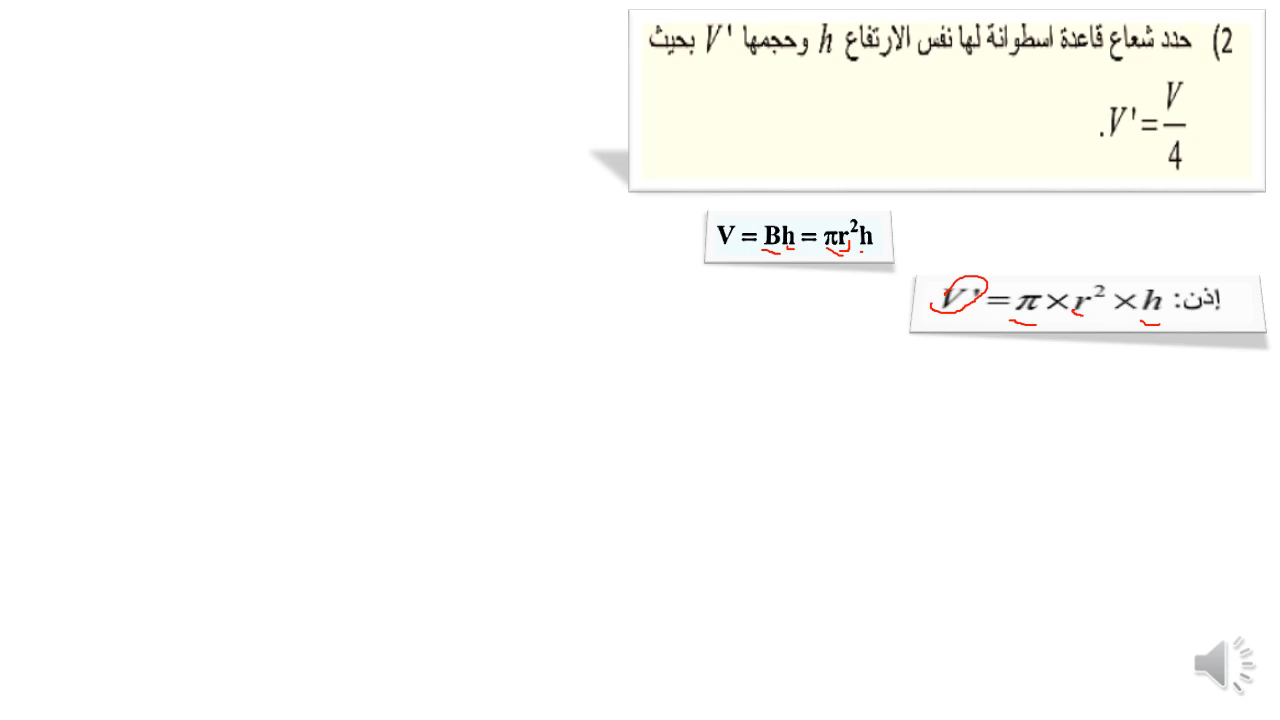 2) حدد شعاع قاعدة اسطوانة لها نفس الارتفاع h وحجمها V' بحيث
V'=V/4.
V = Bh = πr²h
إذن: V'=π×r²×h